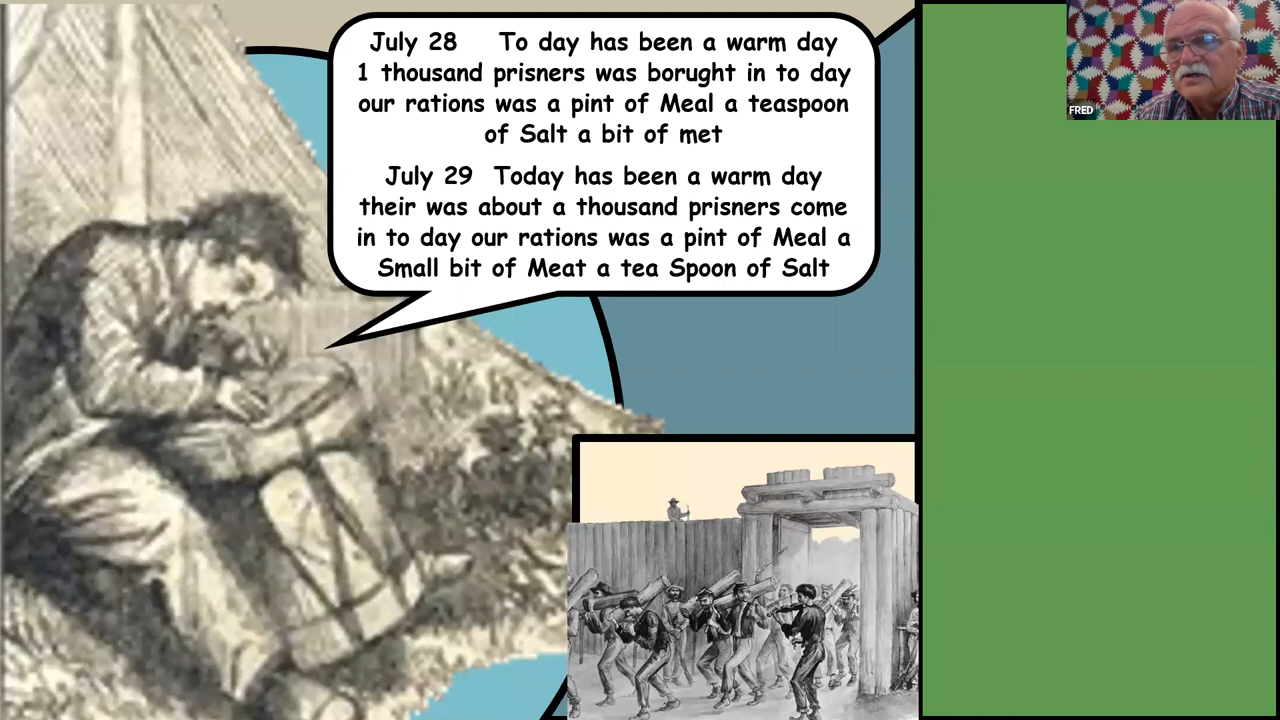 July 28 To day has been a warm day
1 thousand prisners was borught in to day
our rations was a pint of Meal a teaspoon
of Salt a bit of met
July 29 Today has been a warm day
their was about a thousand prisners come
in to day our rations was a pint of Meal a
Small bit of Meat a tea Spoon of Salt
FRED